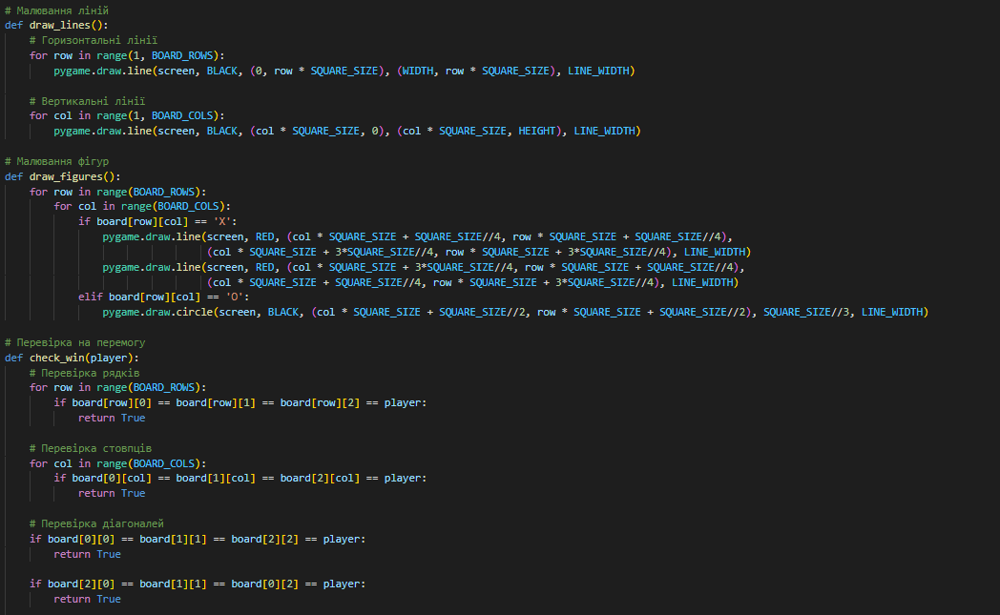 # Малювання ліній
def draw_lines():
    # Горизонтальні лінії
    for row in range(1, BOARD_ROWS):
        pygame.draw.line(screen, BLACK, (0, row * SQUARE_SIZE), (WIDTH, row * SQUARE_SIZE), LINE_WIDTH)

    # Вертикальні лінії
    for col in range(1, BOARD_COLS):
        pygame.draw.line(screen, BLACK, (col * SQUARE_SIZE, 0), (col * SQUARE_SIZE, HEIGHT), LINE_WIDTH)

# Малювання фігур
def draw_figures():
    for row in range(BOARD_ROWS):
        for col in range(BOARD_COLS):
            if board[row][col] == 'X':
                pygame.draw.line(screen, RED, (col * SQUARE_SIZE + SQUARE_SIZE//4, row * SQUARE_SIZE + SQUARE_SIZE//4),
                                 (col * SQUARE_SIZE + 3*SQUARE_SIZE//4, row * SQUARE_SIZE + 3*SQUARE_SIZE//4), LINE_WIDTH)
                pygame.draw.line(screen, RED, (col * SQUARE_SIZE + 3*SQUARE_SIZE//4, row * SQUARE_SIZE + SQUARE_SIZE//4),
                                 (col * SQUARE_SIZE + SQUARE_SIZE//4, row * SQUARE_SIZE + 3*SQUARE_SIZE//4), LINE_WIDTH)
            elif board[row][col] == 'O':
                pygame.draw.circle(screen, BLACK, (col * SQUARE_SIZE + SQUARE_SIZE//2, row * SQUARE_SIZE + SQUARE_SIZE//2), SQUARE_SIZE//3, LINE_WIDTH)

# Перевірка на перемогу
def check_win(player):
    # Перевірка рядків
    for row in range(BOARD_ROWS):
        if board[row][0] == board[row][1] == board[row][2] == player:
            return True

    # Перевірка стовпців
    for col in range(BOARD_COLS):
        if board[0][col] == board[1][col] == board[2][col] == player:
            return True

    # Перевірка діагоналей
    if board[0][0] == board[1][1] == board[2][2] == player:
        return True

    if board[2][0] == board[1][1] == board[0][2] == player:
        return True